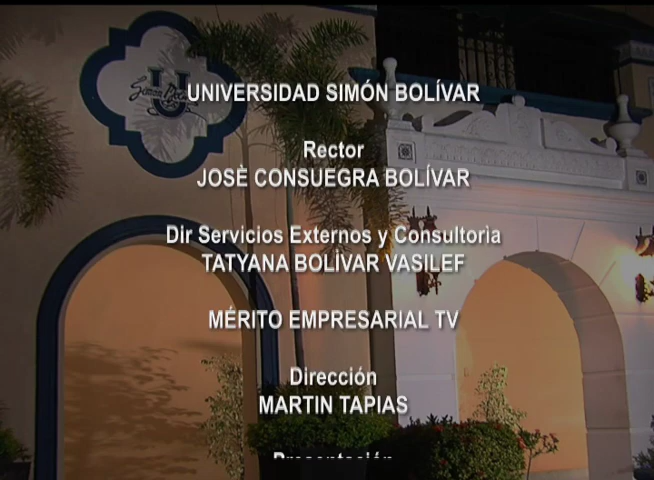 UNIVERSIDAD SIMÓN BOLÍVAR
Rector
JOSÈ CONSUEGRA BOLÍVAR
Dir Servicios Externos y Consultorìa
TATYANA BOLÍVAR VASILEF
MÉRITO EMPRESARIAL TV
Dirección
MARTIN TAPIAS
Presentación